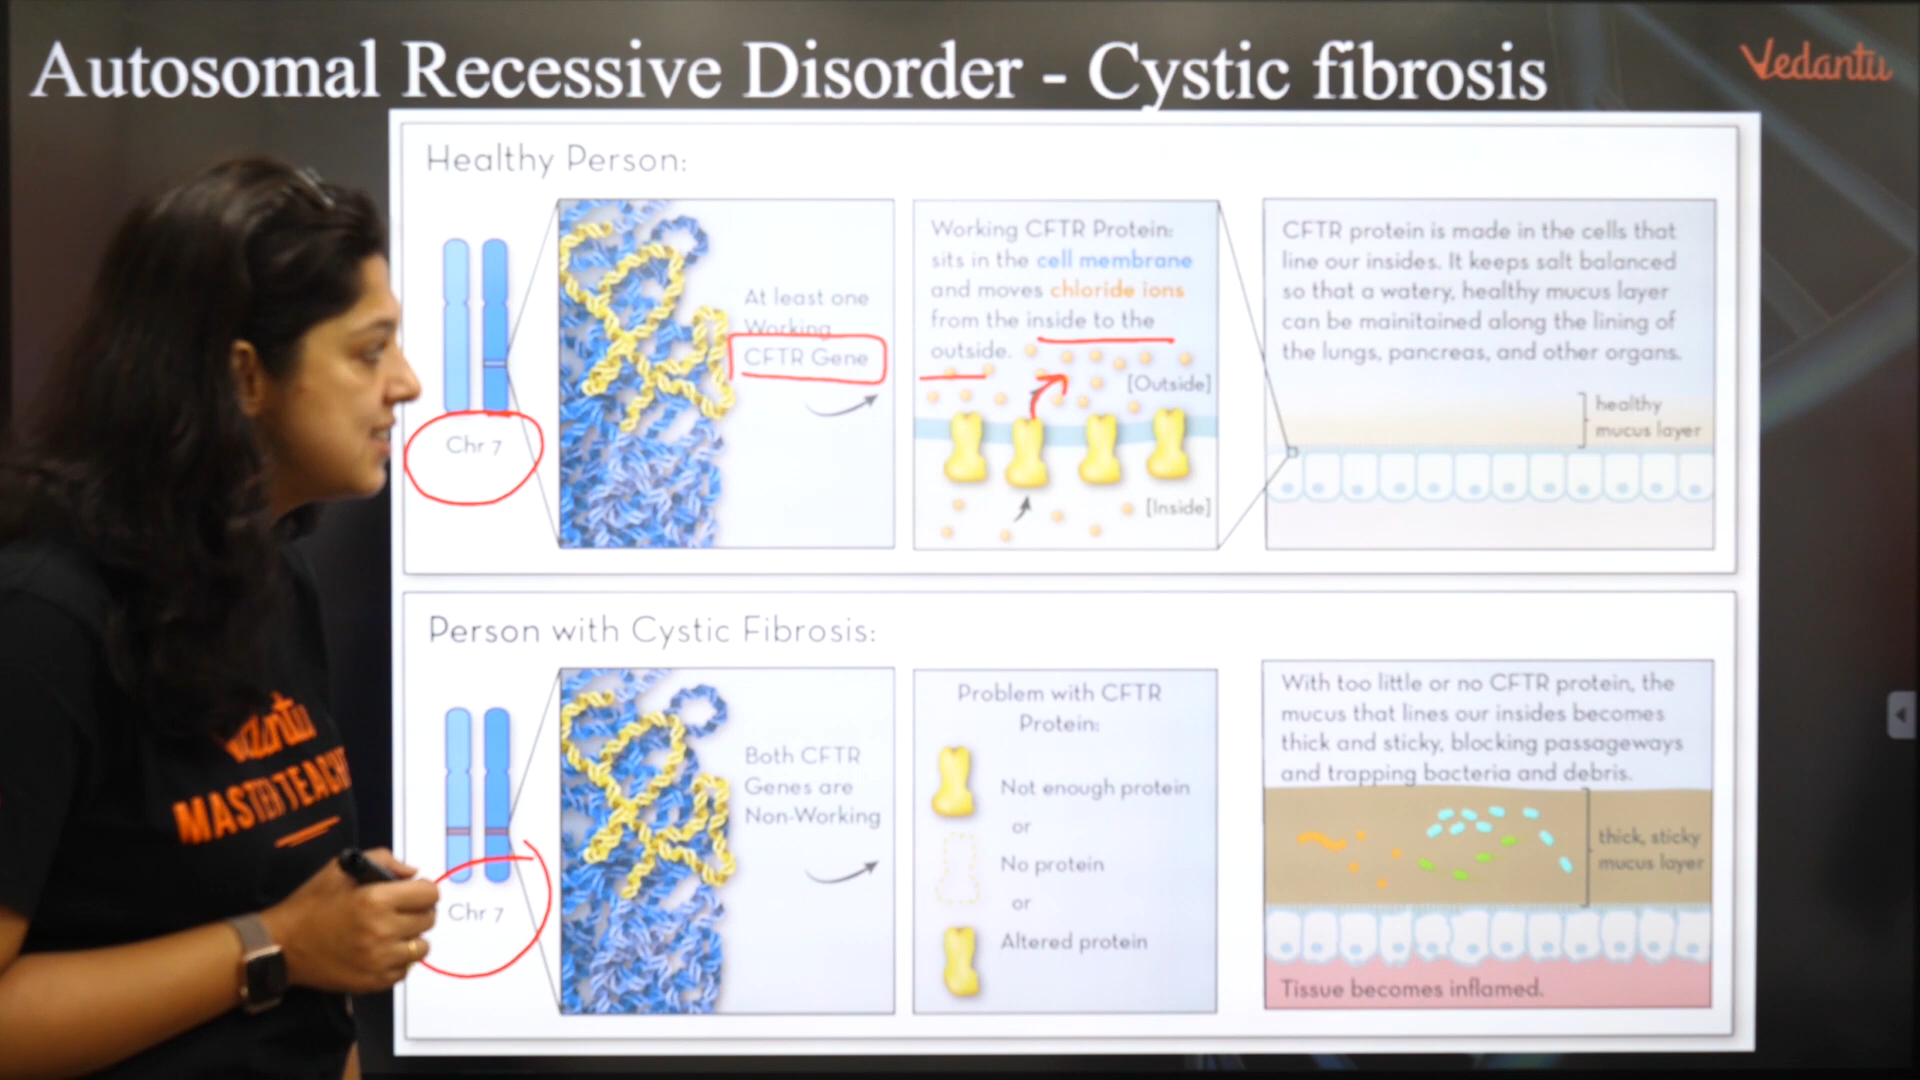 Autosomal Recessive Disorder - Cystic fibrosis
Vedantu
Healthy Person:
Chr 7
At least one
Working
CFTR Gene
Working CFTR Protein:
sits in the cell membrane
and moves chloride ions
from the inside to the
outside.
[Outside]
[Inside]
CFTR protein is made in the cells that
line our insides. It keeps salt balanced
so that a watery, healthy mucus layer
can be mainitained along the lining of
the lungs, pancreas, and other organs.
healthy
mucus layer
Person with Cystic Fibrosis:
Chr 7
Both CFTR
Genes are
Non-Working
Problem with CFTR
Protein:
Not enough protein
or
No protein
or
Altered protein
With too little or no CFTR protein, the
mucus that lines our insides becomes
thick and sticky, blocking passageways
and trapping bacteria and debris.
thick, sticky
mucus layer
Tissue becomes inflamed.
MASTER